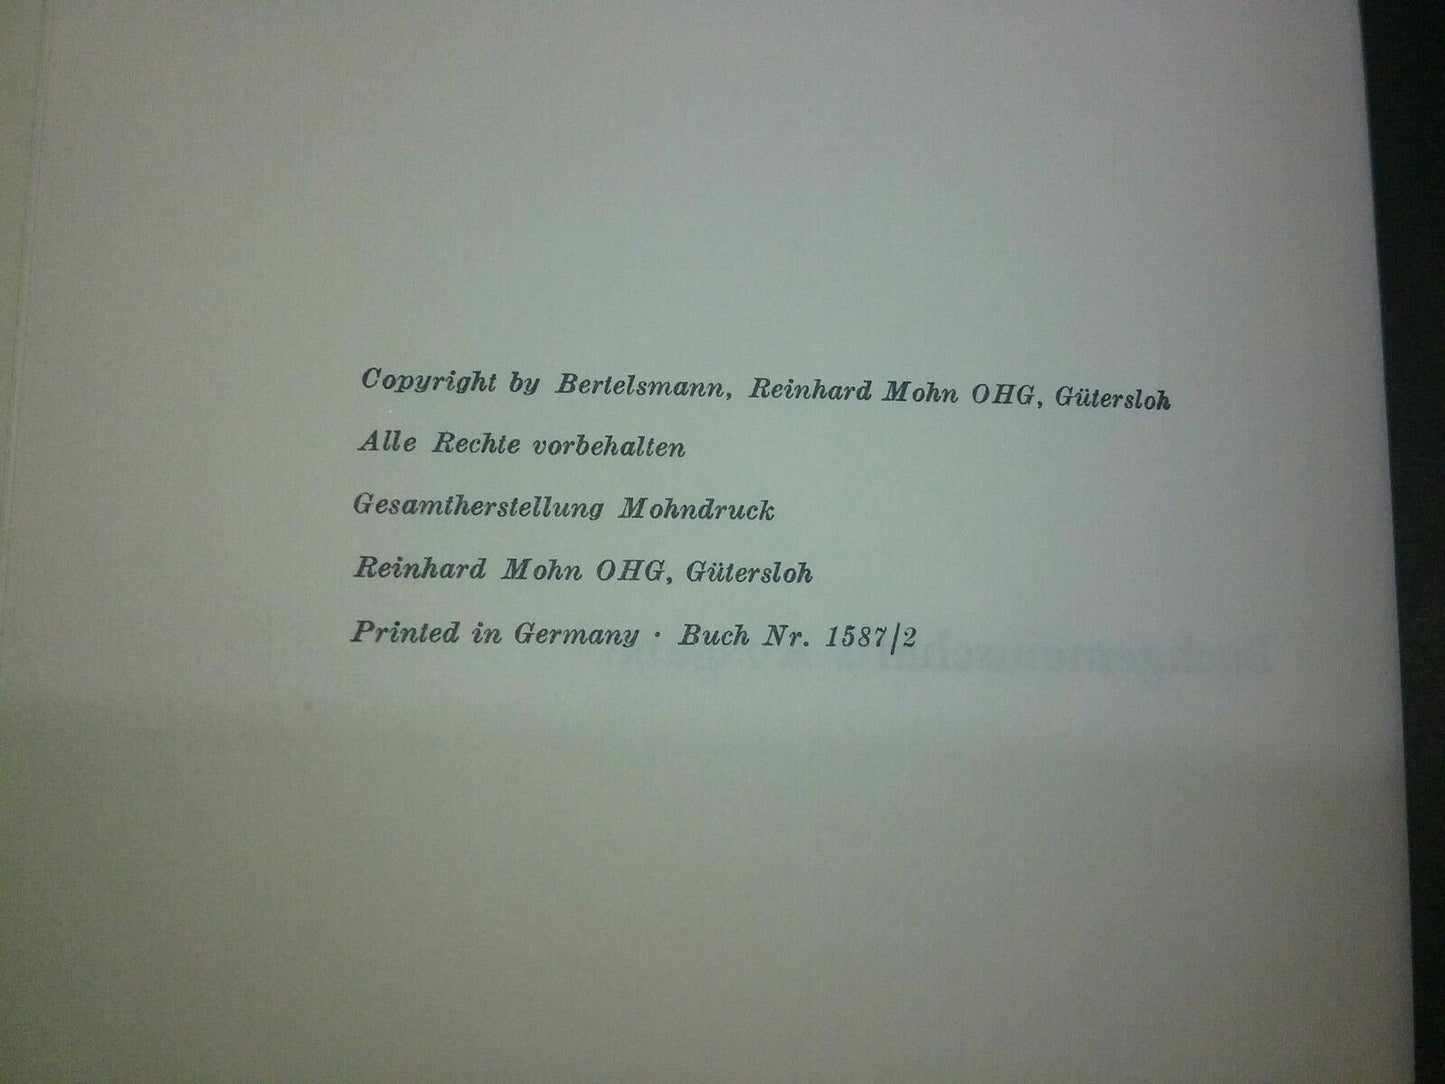 Copyright by Bertelsmann, Reinhard Mohn OHG, Gütersloh
Alle Rechte vorbehalten
Gesamtherstellung Mohndruck
Reinhard Mohn OHG, Gütersloh
Printed in Germany · Buch Nr. 1587/2